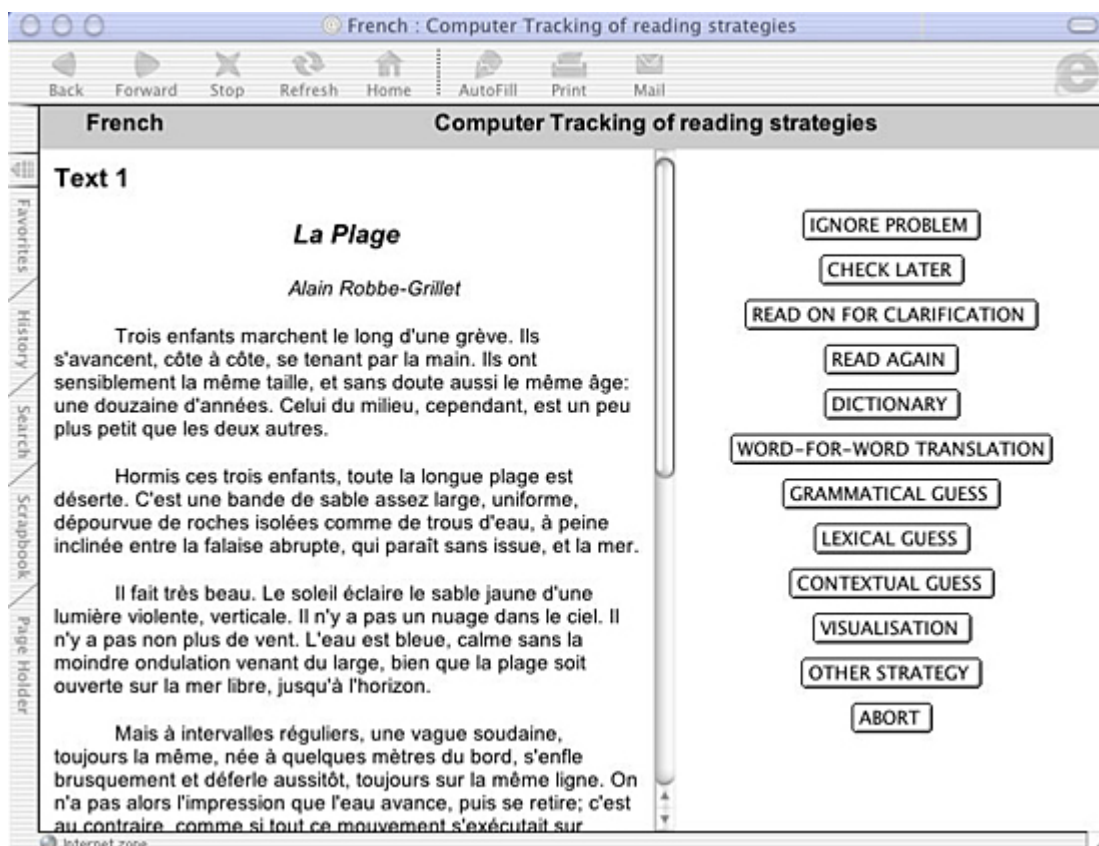 French : Computer Tracking of reading strategies
Back Forward Stop Refresh Home AutoFill Print Mail
French Computer Tracking of reading strategies
Favorites
History
Search
Scrapbook
Page Holder
Text 1
La Plage
Alain Robbe-Grillet
Trois enfants marchent le long d'une grève. Ils
s'avancent, côte à côte, se tenant par la main. Ils ont
sensiblement la même taille, et sans doute aussi le même âge:
une douzaine d'années. Celui du milieu, cependant, est un peu
plus petit que les deux autres.
Hormis ces trois enfants, toute la longue plage est
déserte. C'est une bande de sable assez large, uniforme,
dépourvue de roches isolées comme de trous d'eau, à peine
inclinée entre la falaise abrupte, qui paraît sans issue, et la mer.
Il fait très beau. Le soleil éclaire le sable jaune d'une
lumière violente, verticale. Il n'y a pas un nuage dans le ciel. Il
n'y a pas non plus de vent. L'eau est bleue, calme sans la
moindre ondulation venant du large, bien que la plage soit
ouverte sur la mer libre, jusqu'à l'horizon.
Mais à intervalles réguliers, une vague soudaine,
toujours la même, née à quelques mètres du bord, s'enfle
brusquement et déferle aussitôt, toujours sur la même ligne. On
n'a pas alors l'impression que l'eau avance, puis se retire; c'est
au contraire comme si tout ce mouvement s'exécutait sur
IGNORE PROBLEM
CHECK LATER
READ ON FOR CLARIFICATION
READ AGAIN
DICTIONARY
WORD-FOR-WORD TRANSLATION
GRAMMATICAL GUESS
LEXICAL GUESS
CONTEXTUAL GUESS
VISUALISATION
OTHER STRATEGY
ABORT
Internet zone